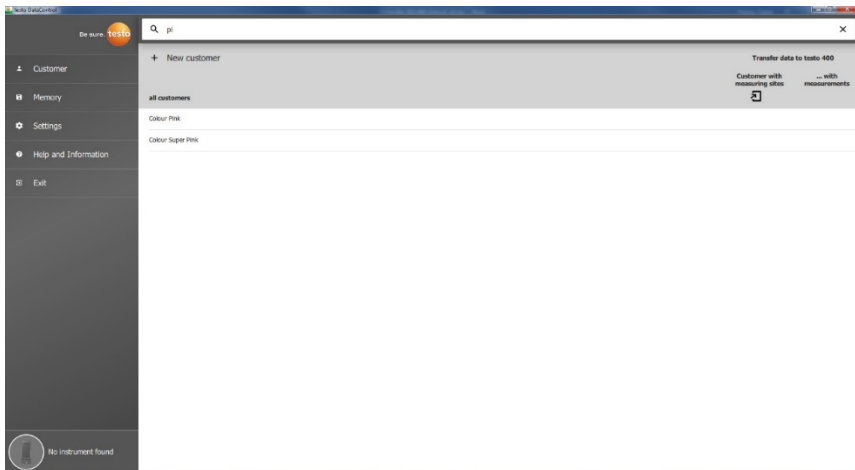 testo DataControl
Be sure. testo
pi
Customer
Memory
Settings
Help and Information
Exit
New customer
Transfer data to testo 400
Customer with
measuring sites
... with
measurements
all customers
Colour Pink
Colour Super Pink
No instrument found